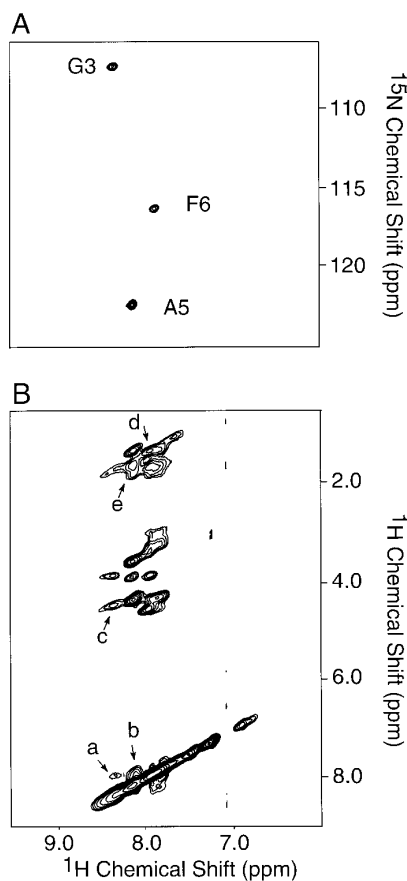 A
G3
110
F6
115
120
A5
15N Chemical Shift (ppm)
B
d
2.0
e
4.0
c
6.0
a
b
8.0
1H Chemical Shift (ppm)
9.0 8.0 7.0
1H Chemical Shift (ppm)